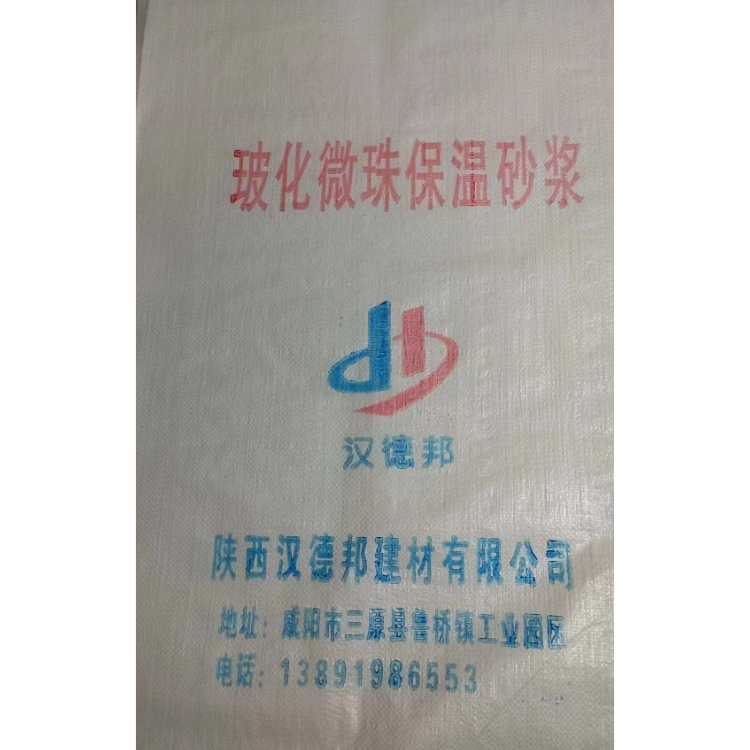 玻化微珠保温砂浆
汉德邦
陕西汉德邦建材有限公司
地址：咸阳市三原县鲁桥镇工业园区
电话：13891986553